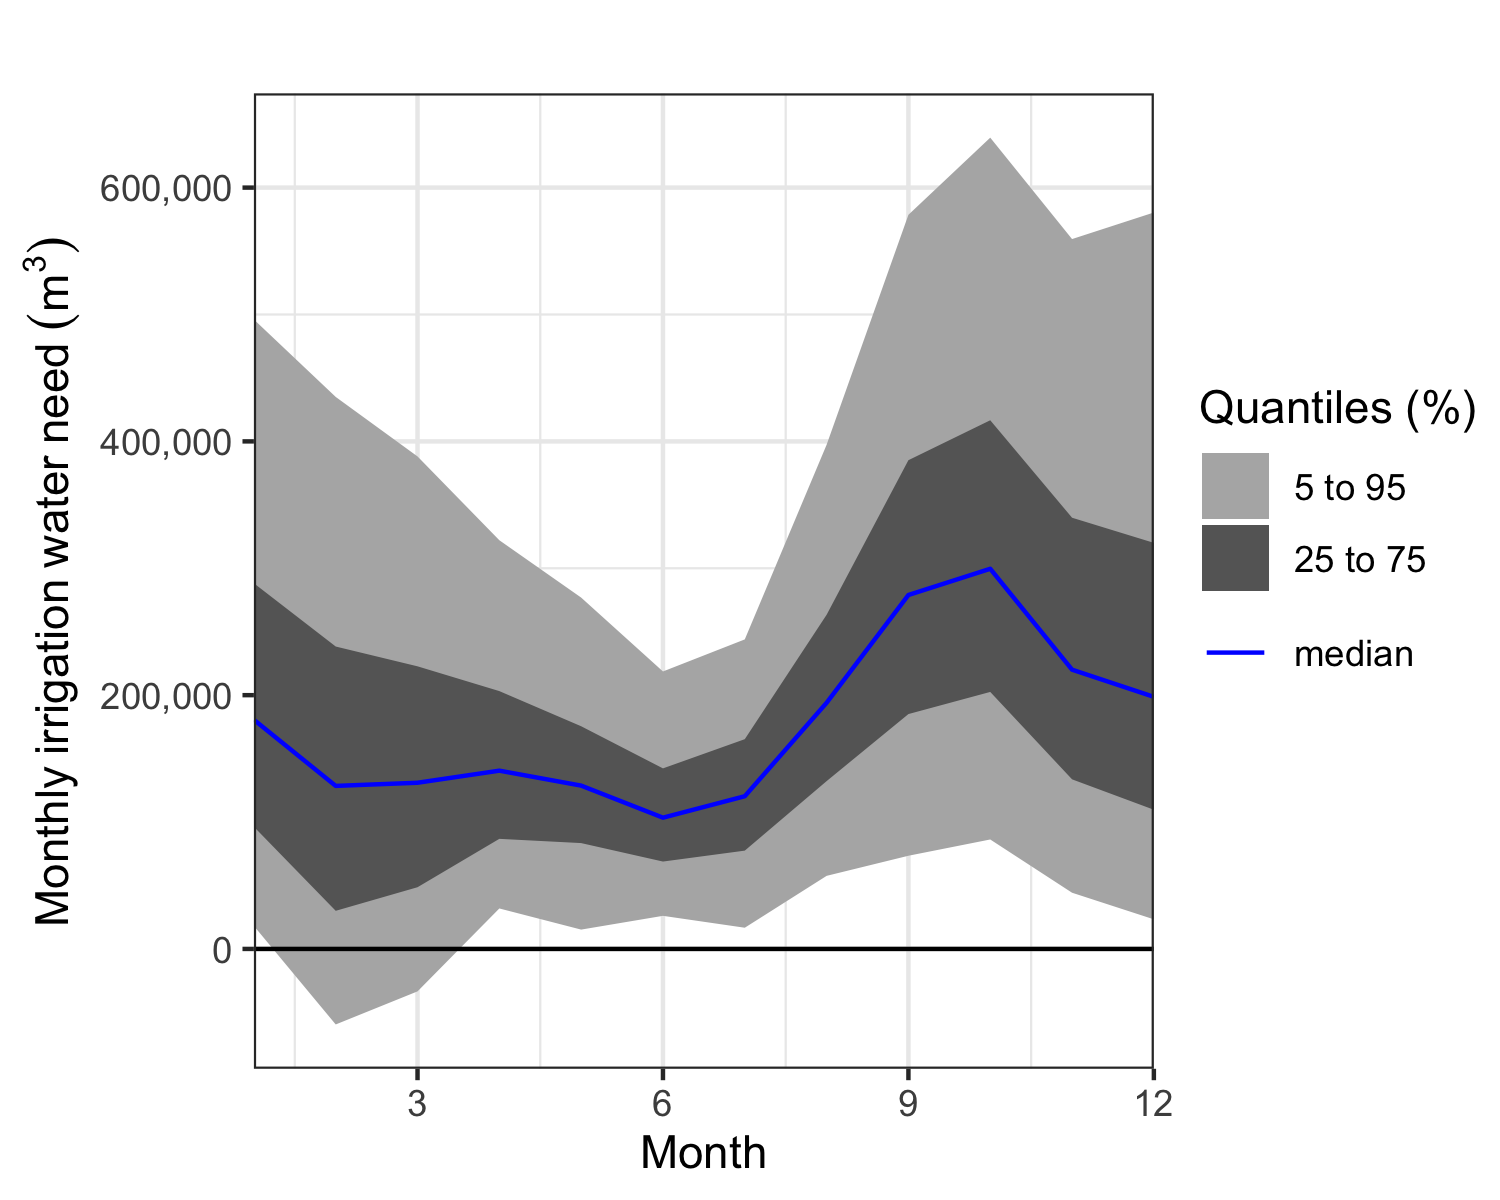 Monthly irrigation water need (m³)
600,000
400,000
200,000
0
3 6 9 12
Month
Quantiles (%)
5 to 95
25 to 75
median